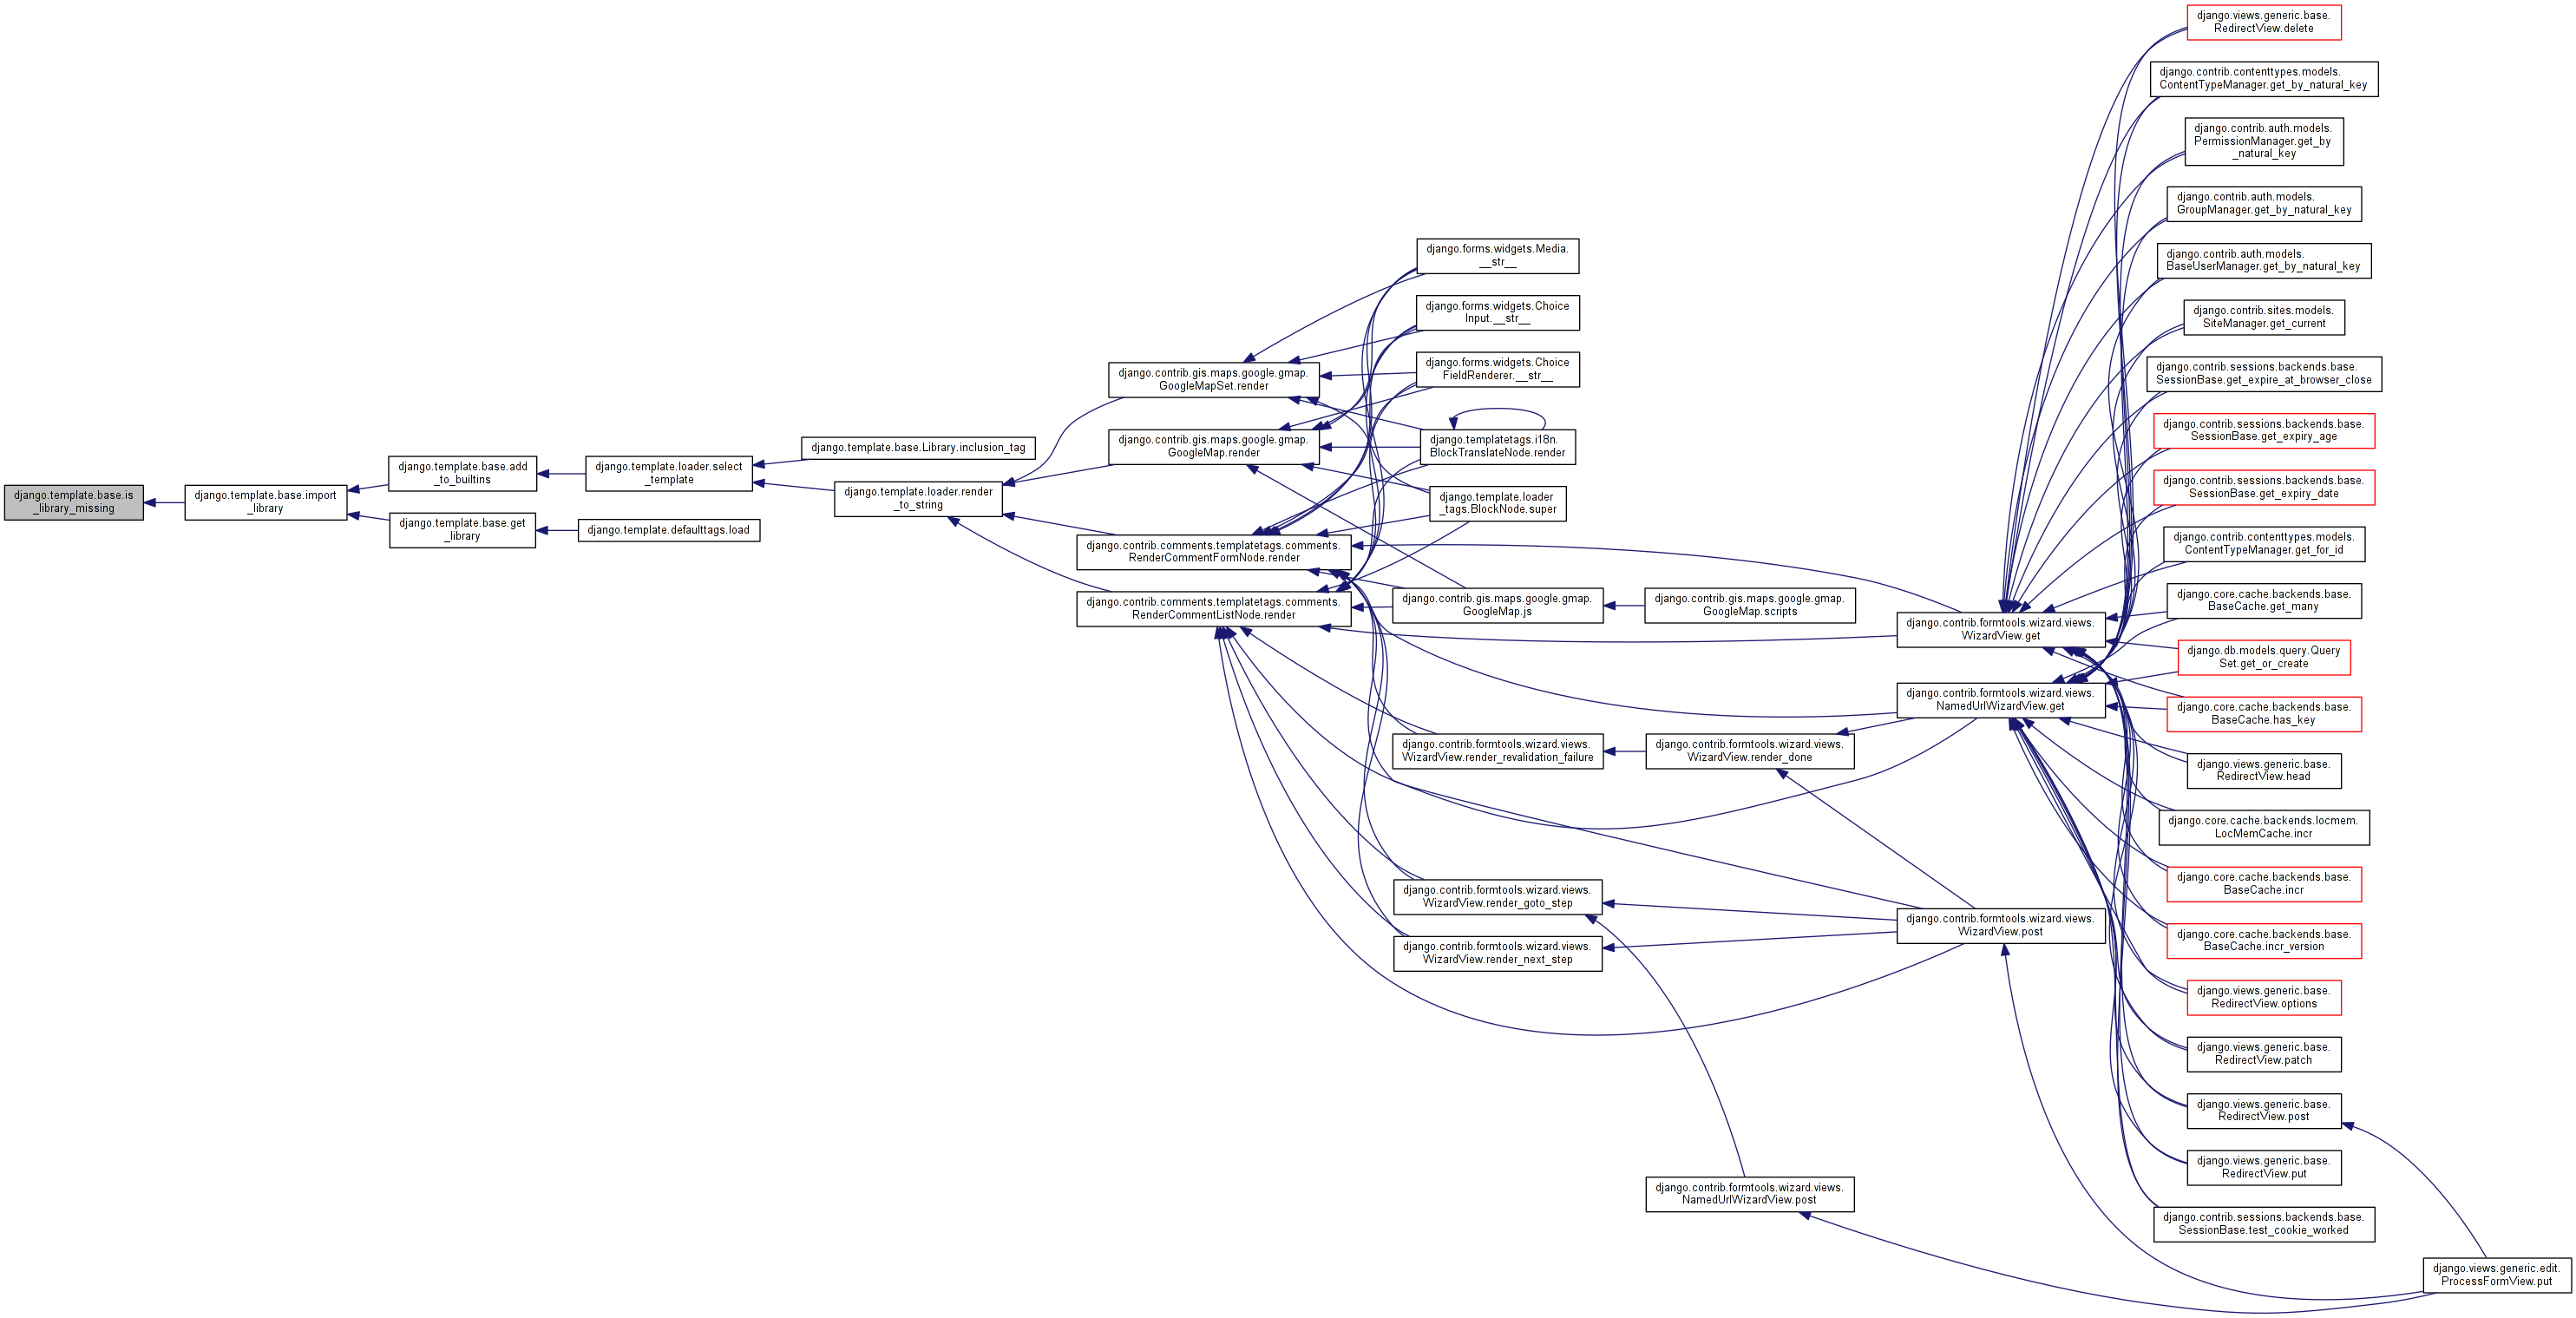 django.template.base.is
_library_missing
django.template.base.import
_library
django.template.base.add
_to_builtins
django.template.base.get
_library
django.template.loader.select
_template
django.template.defaulttags.load
django.template.base.Library.inclusion_tag
django.template.loader.render
_to_string
django.contrib.gis.maps.google.gmap.
GoogleMapSet.render
django.contrib.gis.maps.google.gmap.
GoogleMap.render
django.contrib.comments.templatetags.comments.
RenderCommentFormNode.render
django.contrib.comments.templatetags.comments.
RenderCommentListNode.render
django.forms.widgets.Media.
__str__
django.forms.widgets.Choice
Input.__str__
django.forms.widgets.Choice
FieldRenderer.__str__
django.templatetags.i18n.
BlockTranslateNode.render
django.template.loader
_tags.BlockNode.super
django.contrib.gis.maps.google.gmap.
GoogleMap.js
django.contrib.gis.maps.google.gmap.
GoogleMap.scripts
django.contrib.formtools.wizard.views.
WizardView.render_revalidation_failure
django.contrib.formtools.wizard.views.
WizardView.render_done
django.contrib.formtools.wizard.views.
WizardView.render_goto_step
django.contrib.formtools.wizard.views.
WizardView.render_next_step
django.contrib.formtools.wizard.views.
NamedUrlWizardView.post
django.contrib.formtools.wizard.views.
WizardView.get
django.contrib.formtools.wizard.views.
NamedUrlWizardView.get
django.contrib.formtools.wizard.views.
WizardView.post
django.views.generic.base.
RedirectView.delete
django.contrib.contenttypes.models.
ContentTypeManager.get_by_natural_key
django.contrib.auth.models.
PermissionManager.get_by
_natural_key
django.contrib.auth.models.
GroupManager.get_by_natural_key
django.contrib.auth.models.
BaseUserManager.get_by_natural_key
django.contrib.sites.models.
SiteManager.get_current
django.contrib.sessions.backends.base.
SessionBase.get_expire_at_browser_close
django.contrib.sessions.backends.base.
SessionBase.get_expiry_age
django.contrib.sessions.backends.base.
SessionBase.get_expiry_date
django.contrib.contenttypes.models.
ContentTypeManager.get_for_id
django.core.cache.backends.base.
BaseCache.get_many
django.db.models.query.Query
Set.get_or_create
django.core.cache.backends.base.
BaseCache.has_key
django.views.generic.base.
RedirectView.head
django.core.cache.backends.locmem.
LocMemCache.incr
django.core.cache.backends.base.
BaseCache.incr
django.core.cache.backends.base.
BaseCache.incr_version
django.views.generic.base.
RedirectView.options
django.views.generic.base.
RedirectView.patch
django.views.generic.base.
RedirectView.post
django.views.generic.base.
RedirectView.put
django.contrib.sessions.backends.base.
SessionBase.test_cookie_worked
django.views.generic.edit.
ProcessFormView.put